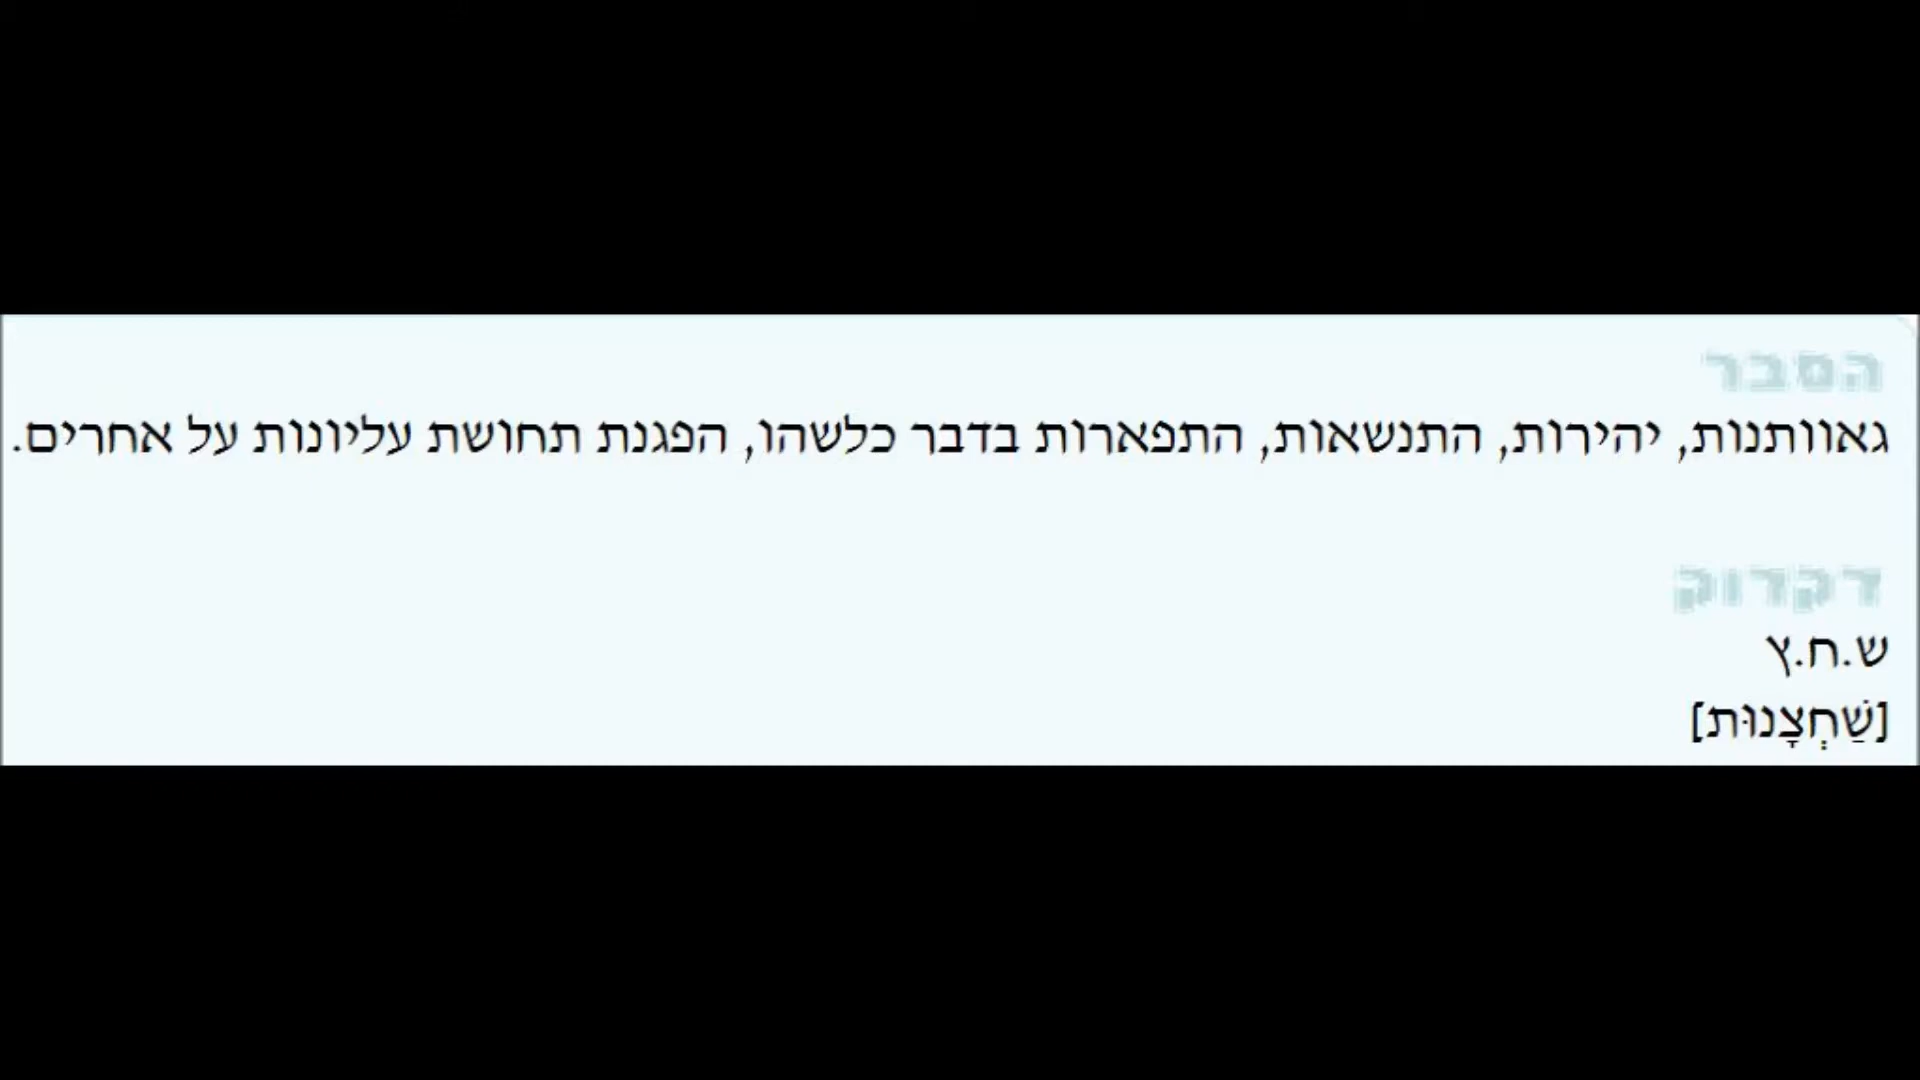 הסבר
גאוותנות, יהירות, התנשאות, התפארות בדבר כלשהו, הפגנת תחושת עליונות על אחרים.
דקדוק
ש.ח.ץ
[שַׁחְצָנוּת]